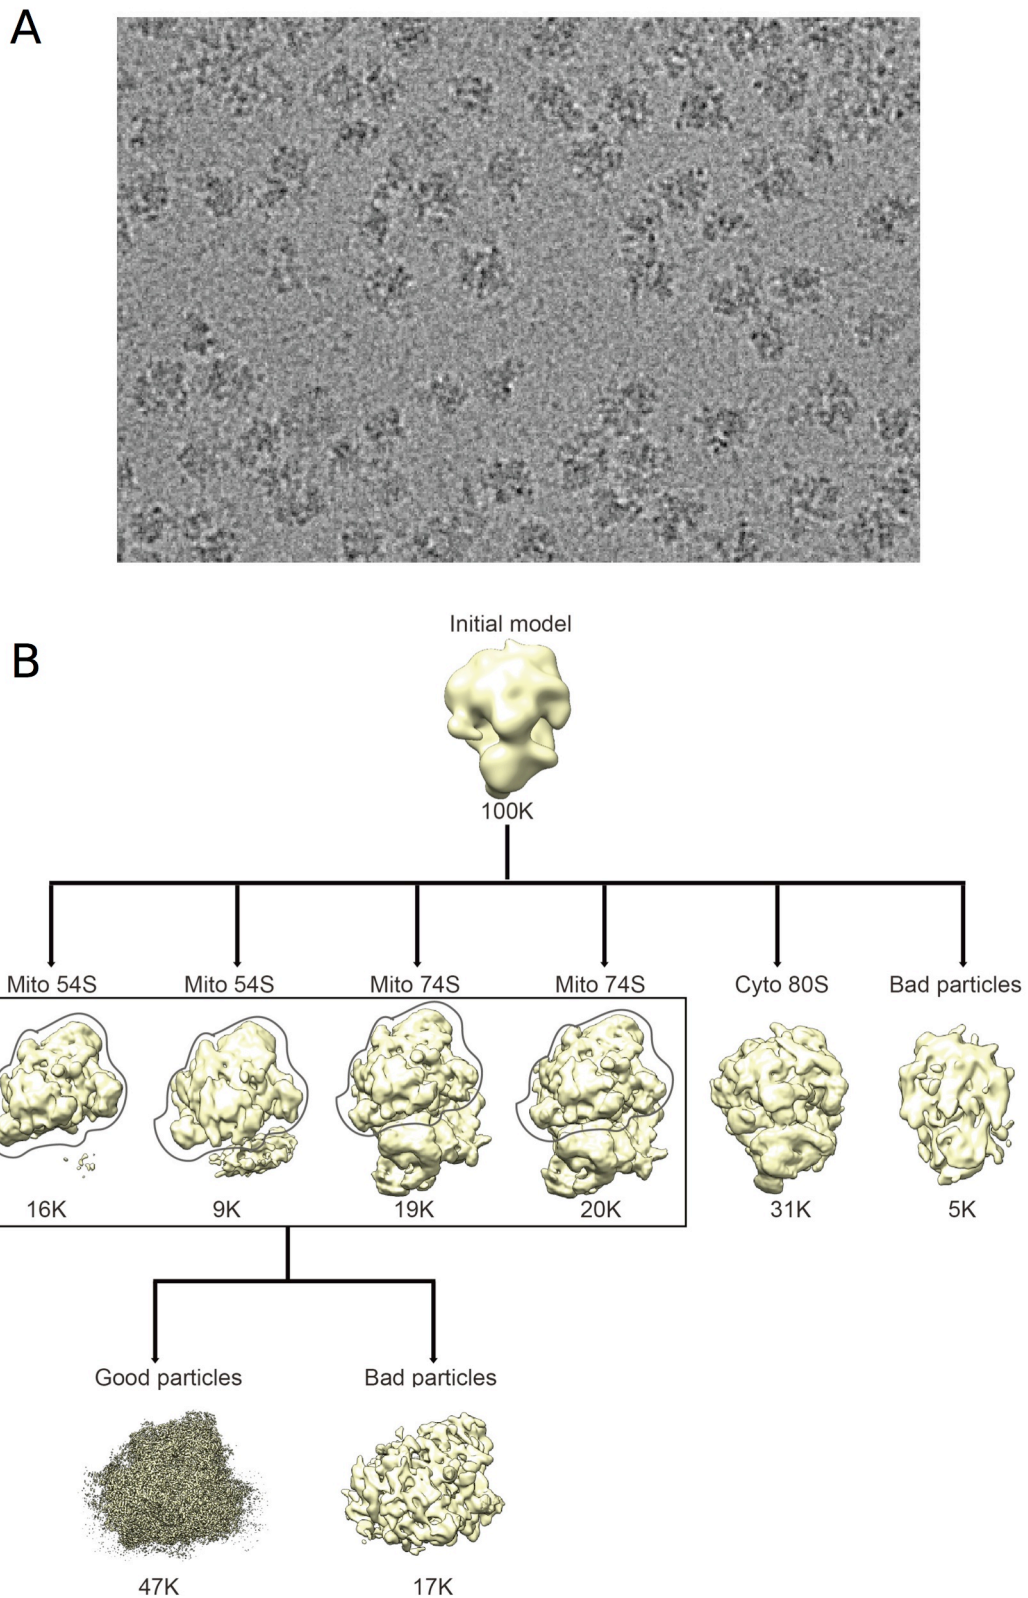 A
B
Initial model
100K
Mito 54S Mito 54S Mito 74S Mito 74S Cyto 80S Bad particles
16K 9K 19K 20K 31K 5K
Good particles Bad particles
47K 17K